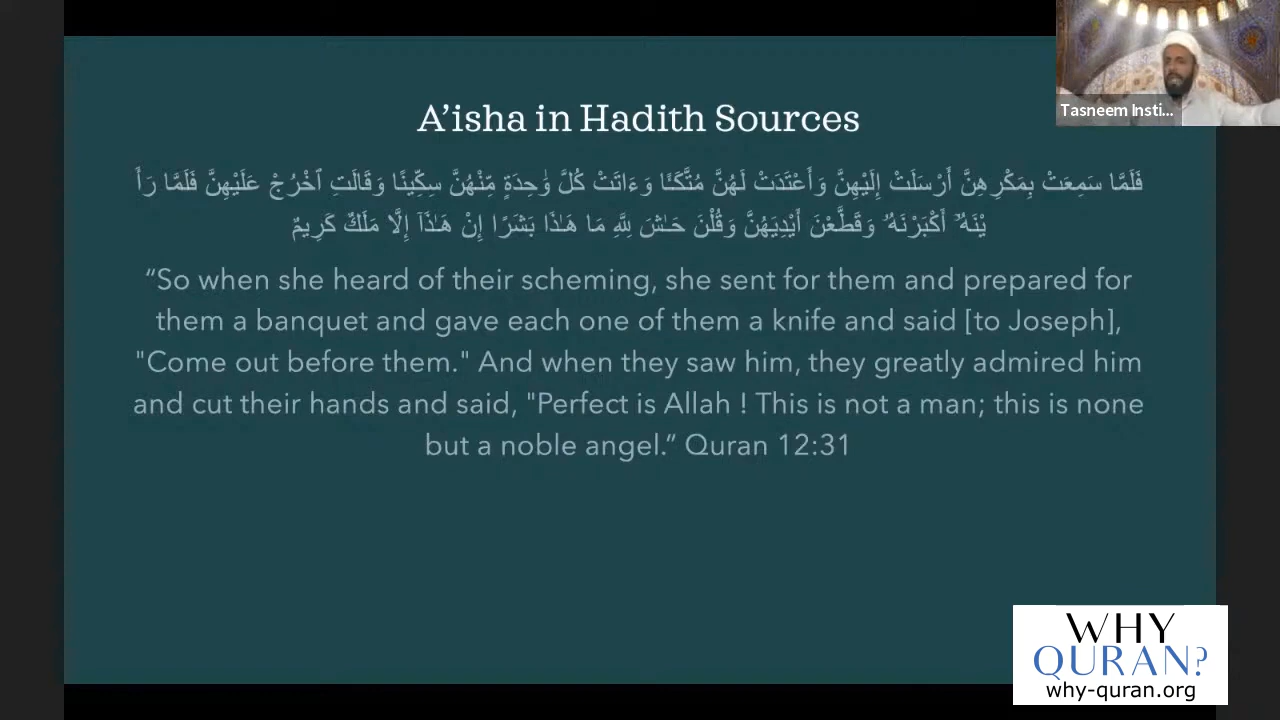 Tasneem Insti...
A’isha in Hadith Sources
فَلَمَّا سَمِعَتْ بِمَكْرِهِنَّ أَرْسَلَتْ إِلَيْهِنَّ وَأَعْتَدَتْ لَهُنَّ مُتَّكَـًٔا وَءَاتَتْ كُلَّ وَٰحِدَةٍ مِّنْهُنَّ سِكِّينًا وَقَالَتِ ٱخْرُجْ عَلَيْهِنَّ فَلَمَّا رَأَ
يْنَهُۥٓ أَكْبَرْنَهُۥ وَقَطَّعْنَ أَيْدِيَهُنَّ وَقُلْنَ حَـٰشَ لِلَّهِ مَا هَـٰذَا بَشَرًا إِنْ هَـٰذَآ إِلَّا مَلَكٌ كَرِيمٌ
“So when she heard of their scheming, she sent for them and prepared for
them a banquet and gave each one of them a knife and said [to Joseph],
"Come out before them." And when they saw him, they greatly admired him
and cut their hands and said, "Perfect is Allah ! This is not a man; this is none
but a noble angel.” Quran 12:31
WHY
QURAN?
why-quran.org